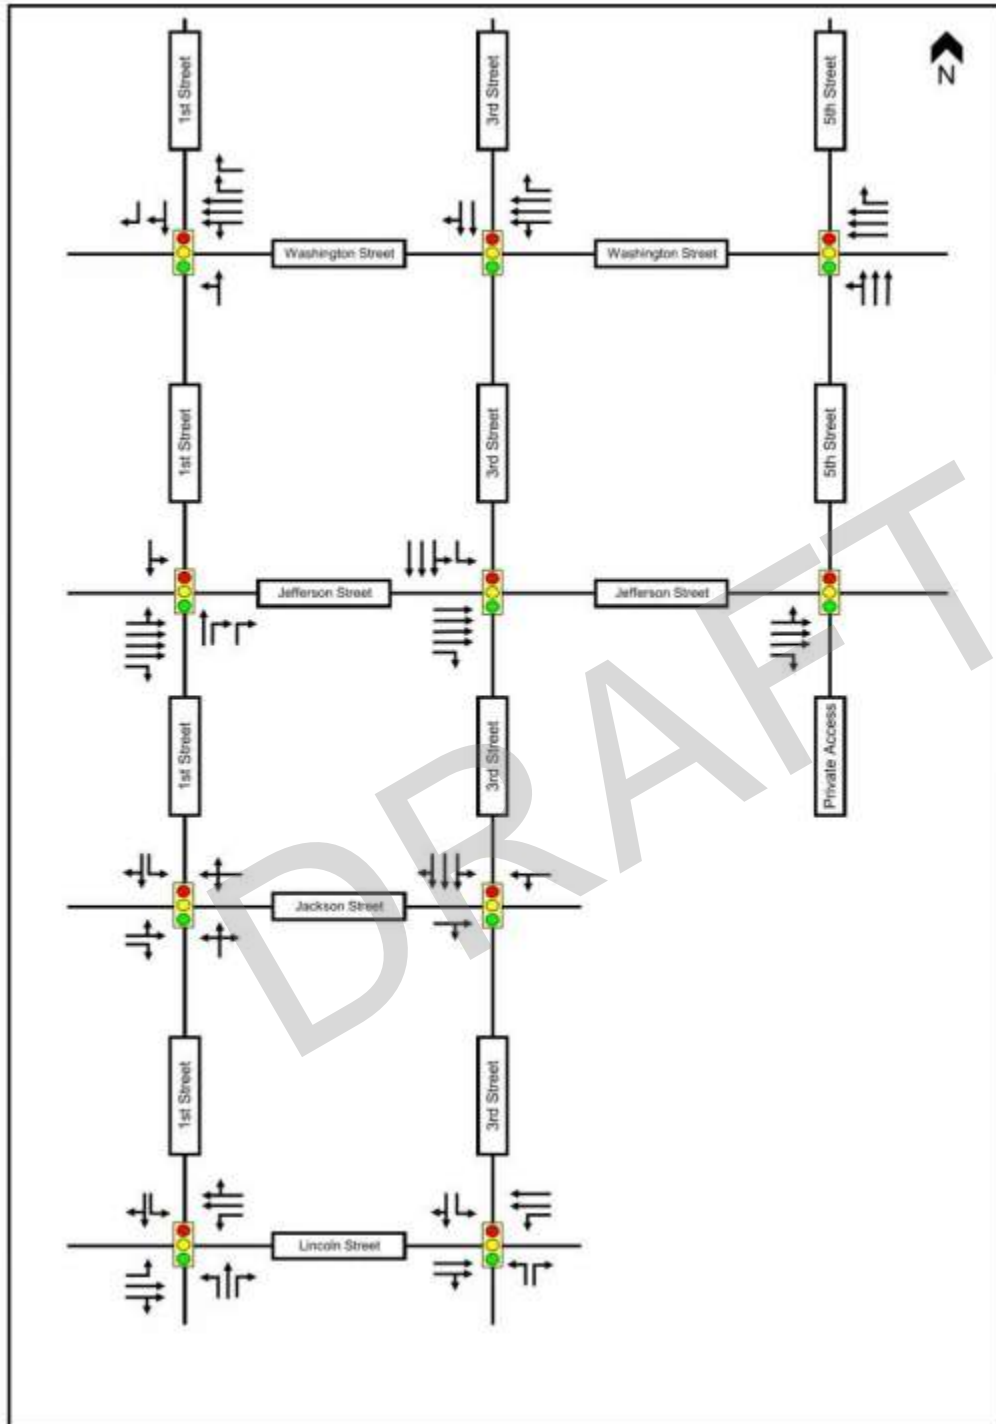 1st Street
3rd Street
5th Street
N
Washington Street
Washington Street
1st Street
3rd Street
5th Street
Jefferson Street
Jefferson Street
1st Street
3rd Street
Private Access
DRAFT
Jackson Street
1st Street
3rd Street
Lincoln Street